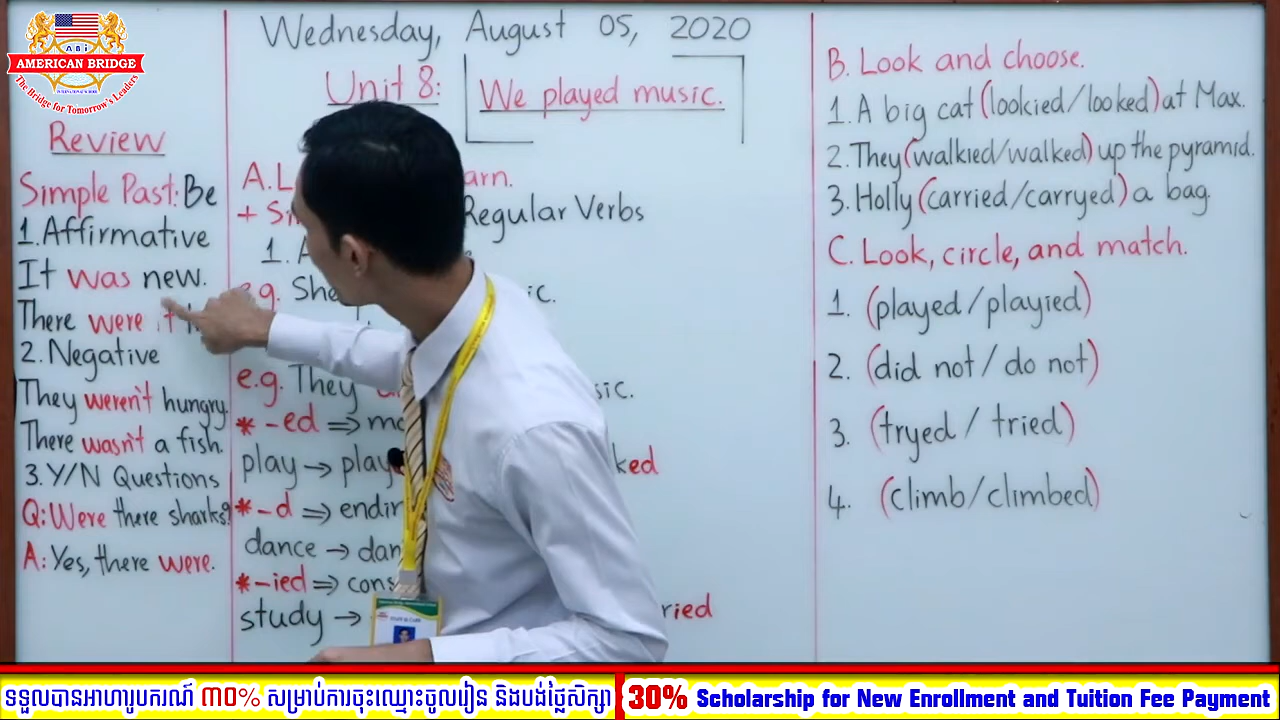 ABi
AMERICAN BRIDGE
INTERNATIONAL SCHOOL
The Bridge for Tomorrow's Leaders
Wednesday, August 05, 2020
Unit 8:
We played music.
Review
Simple Past: Be
1. Affirmative
It was new.
There were
2. Negative
They weren't hungry.
There wasn't a fish.
3. Y/N Questions
Q: Were there sharks?
A: Yes, there were.
A. L arn.
+ Si Regular Verbs
1. A
e.g. She ic.
e.g. They sic.
* -ed ⇒ mo
play → play ked
* -d ⇒ endin
dance → dan
* -ied ⇒ cons
study → ried
B. Look and choose.
1. A big cat (lookied/looked) at Max.
2. They (walkied/walked) up the pyramid.
3. Holly (carried/carryed) a bag.
C. Look, circle, and match.
1. (played/playied)
2. (did not/do not)
3. (tryed/tried)
4. (climb/climbed)
ទទួលបានអាហារូបករណ៍ ៣០% សម្រាប់ការចុះឈ្មោះចូលរៀន និងបង់ថ្លៃសិក្សា
30% Scholarship for New Enrollment and Tuition Fee Payment